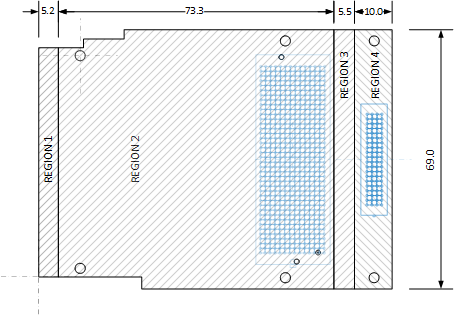 5.2
73.3
5.5
10.0
REGION 1
REGION 2
REGION 3
REGION 4
69.0